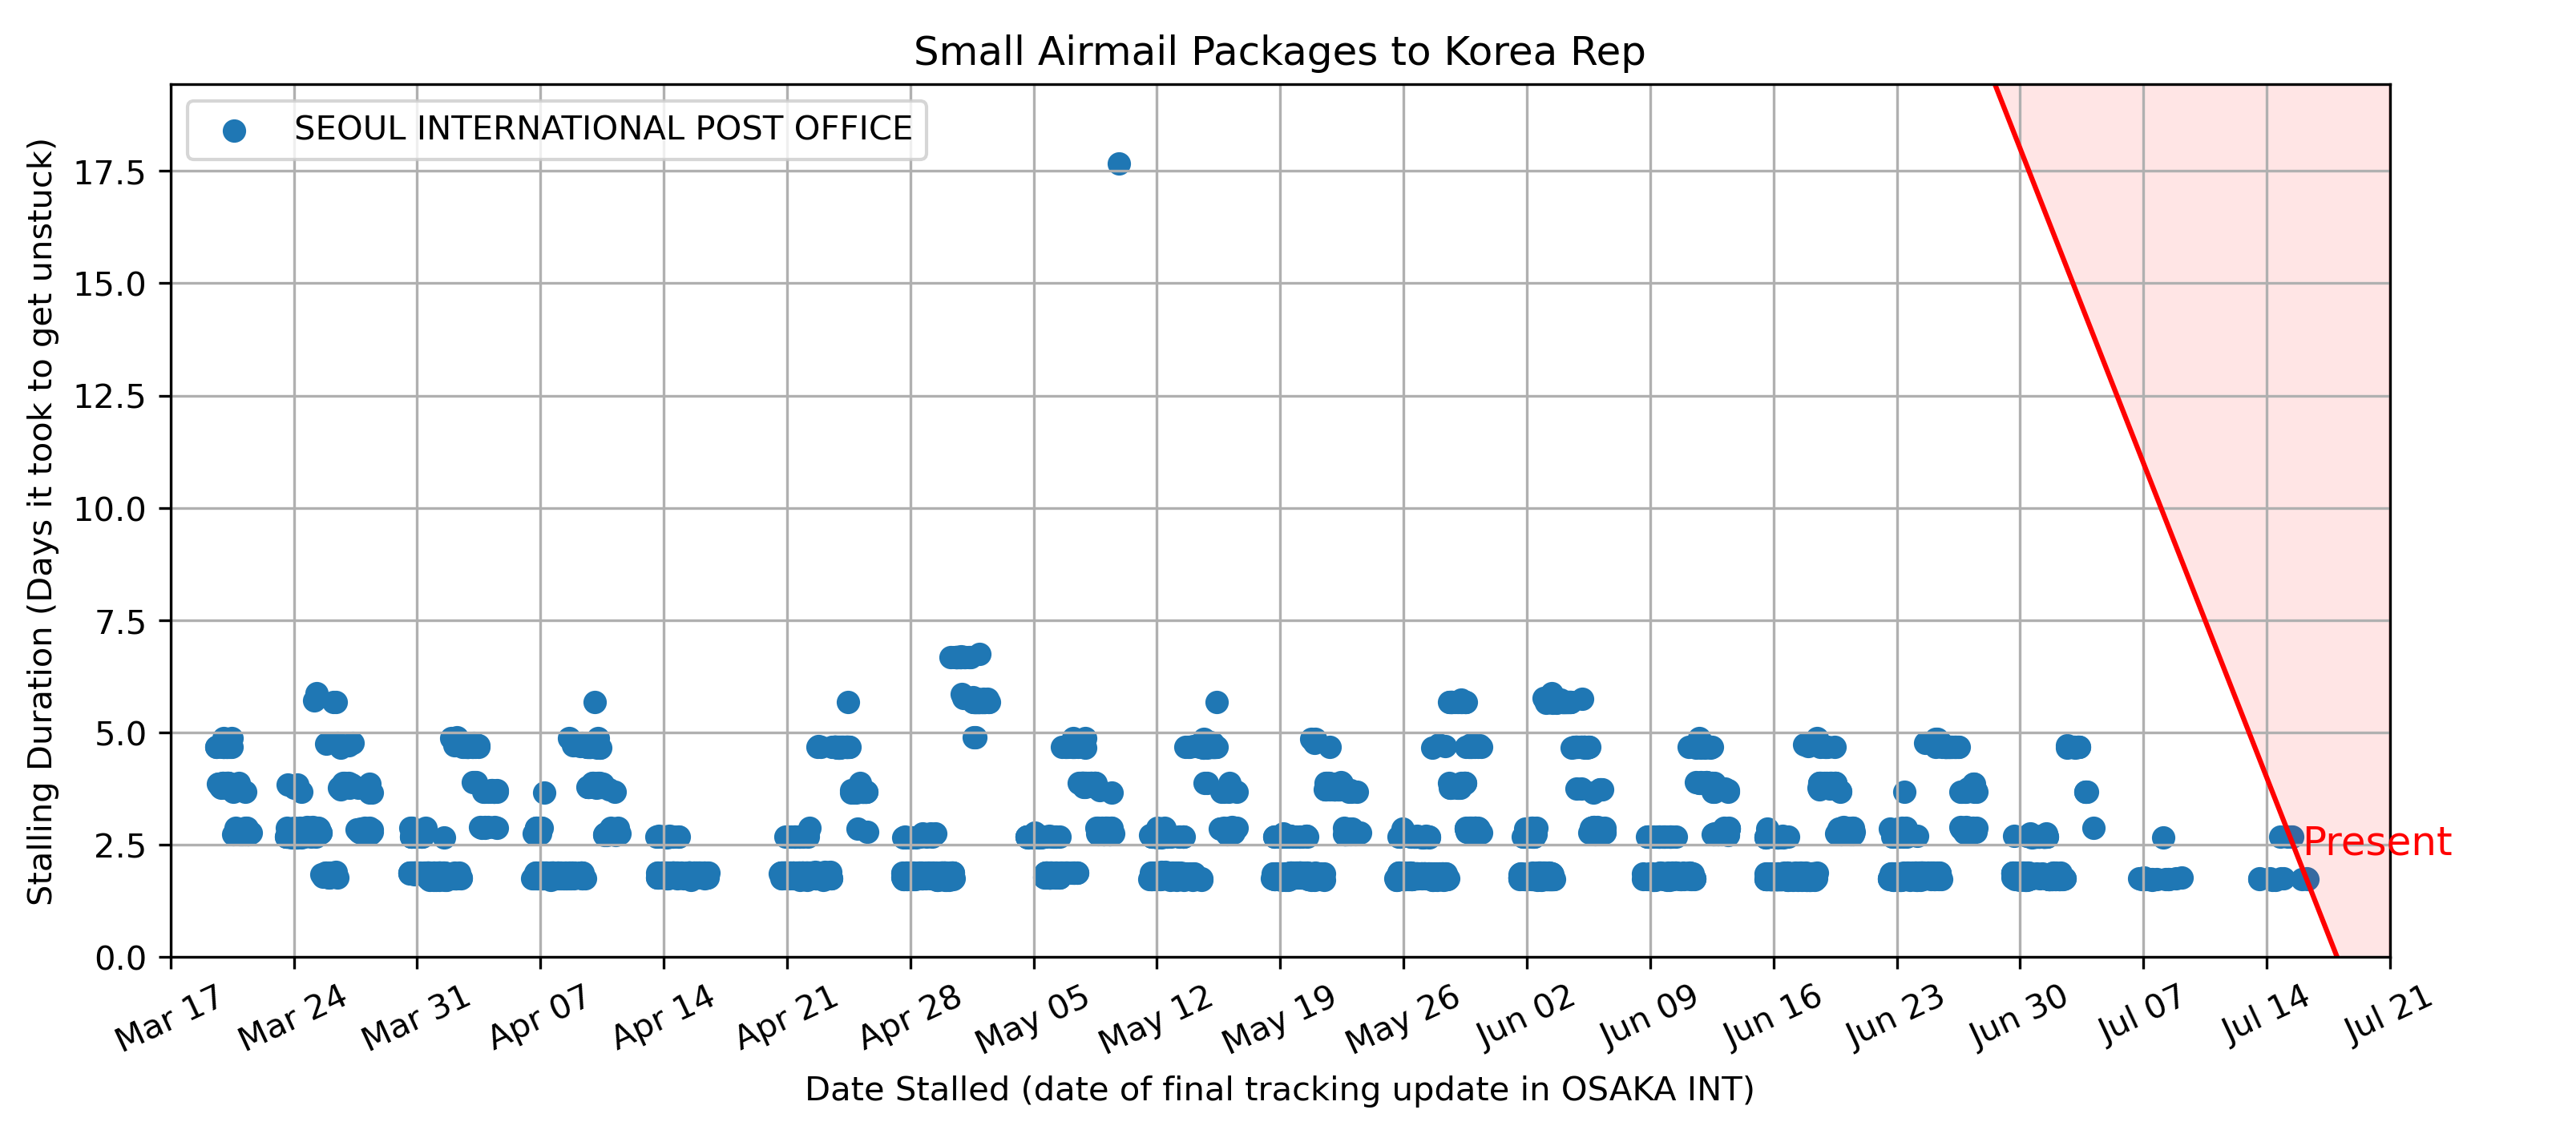 Small Airmail Packages to Korea Rep
SEOUL INTERNATIONAL POST OFFICE
Stalling Duration (Days it took to get unstuck)
17.5
15.0
12.5
10.0
7.5
5.0
2.5
0.0
Present
Mar 17
Mar 24
Mar 31
Apr 07
Apr 14
Apr 21
Apr 28
May 05
May 12
May 19
May 26
Jun 02
Jun 09
Jun 16
Jun 23
Jun 30
Jul 07
Jul 14
Jul 21
Date Stalled (date of final tracking update in OSAKA INT)